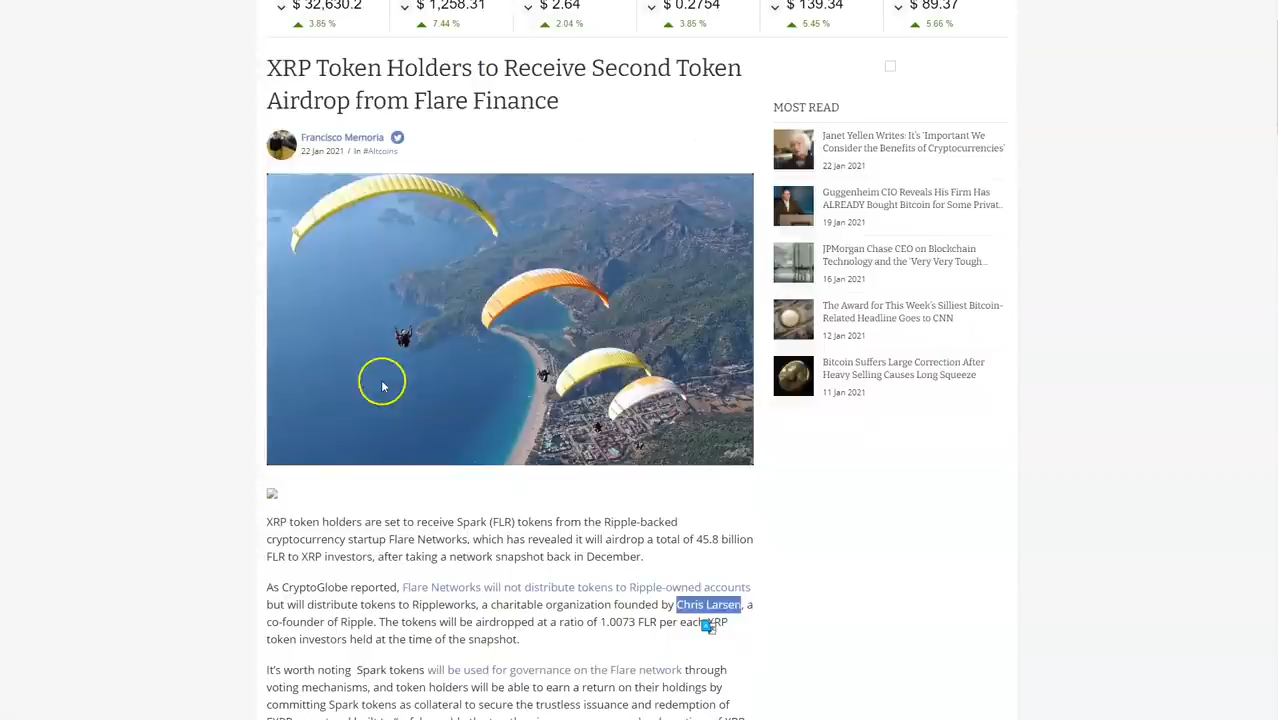 $ 32,630.2
$ 1,258.31
$ 2.64
$ 0.2754
$ 139.34
$ 89.37
3.85 %
7.44 %
2.04 %
3.85 %
5.45 %
5.66 %
XRP Token Holders to Receive Second Token
Airdrop from Flare Finance
Francisco Memoria
22 Jan 2021 / In #Altcoins
XRP token holders are set to receive Spark (FLR) tokens from the Ripple-backed
cryptocurrency startup Flare Networks, which has revealed it will airdrop a total of 45.8 billion
FLR to XRP investors, after taking a network snapshot back in December.
As CryptoGlobe reported, Flare Networks will not distribute tokens to Ripple-owned accounts
but will distribute tokens to Rippleworks, a charitable organization founded by Chris Larsen, a
co-founder of Ripple. The tokens will be airdropped at a ratio of 1.0073 FLR per each XRP
token investors held at the time of the snapshot.
It's worth noting Spark tokens will be used for governance on the Flare network through
voting mechanisms, and token holders will be able to earn a return on their holdings by
committing Spark tokens as collateral to secure the trustless issuance and redemption of
MOST READ
Janet Yellen Writes: It's 'Important We
Consider the Benefits of Cryptocurrencies'
22 Jan 2021
Guggenheim CIO Reveals His Firm Has
ALREADY Bought Bitcoin for Some Privat..
19 Jan 2021
JPMorgan Chase CEO on Blockchain
Technology and the 'Very Very Tough...
16 Jan 2021
The Award for This Week's Silliest Bitcoin-
Related Headline Goes to CNN
12 Jan 2021
Bitcoin Suffers Large Correction After
Heavy Selling Causes Long Squeeze
11 Jan 2021